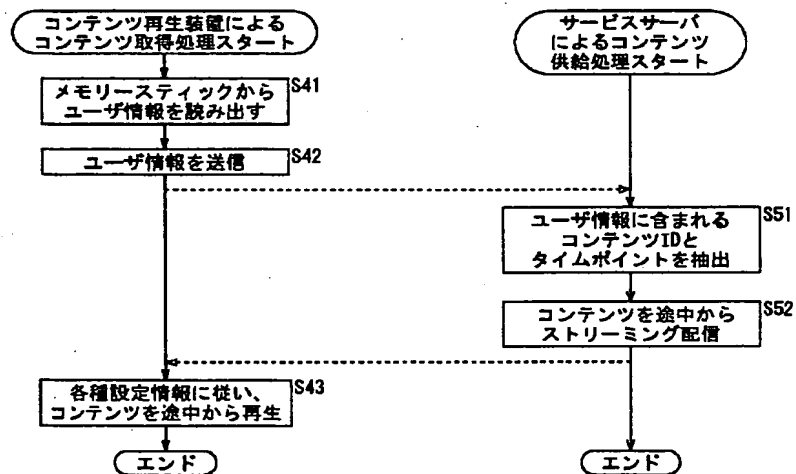 コンテンツ再生装置による
コンテンツ取得処理スタート
メモリースティックから
ユーザ情報を読み出す
S41
ユーザ情報を送信
S42
各種設定情報に従い、
コンテンツを途中から再生
S43
エンド
サービスサーバ
によるコンテンツ
供給処理スタート
ユーザ情報に含まれる
コンテンツIDと
タイムポイントを抽出
S51
コンテンツを途中から
ストリーミング配信
S52
エンド